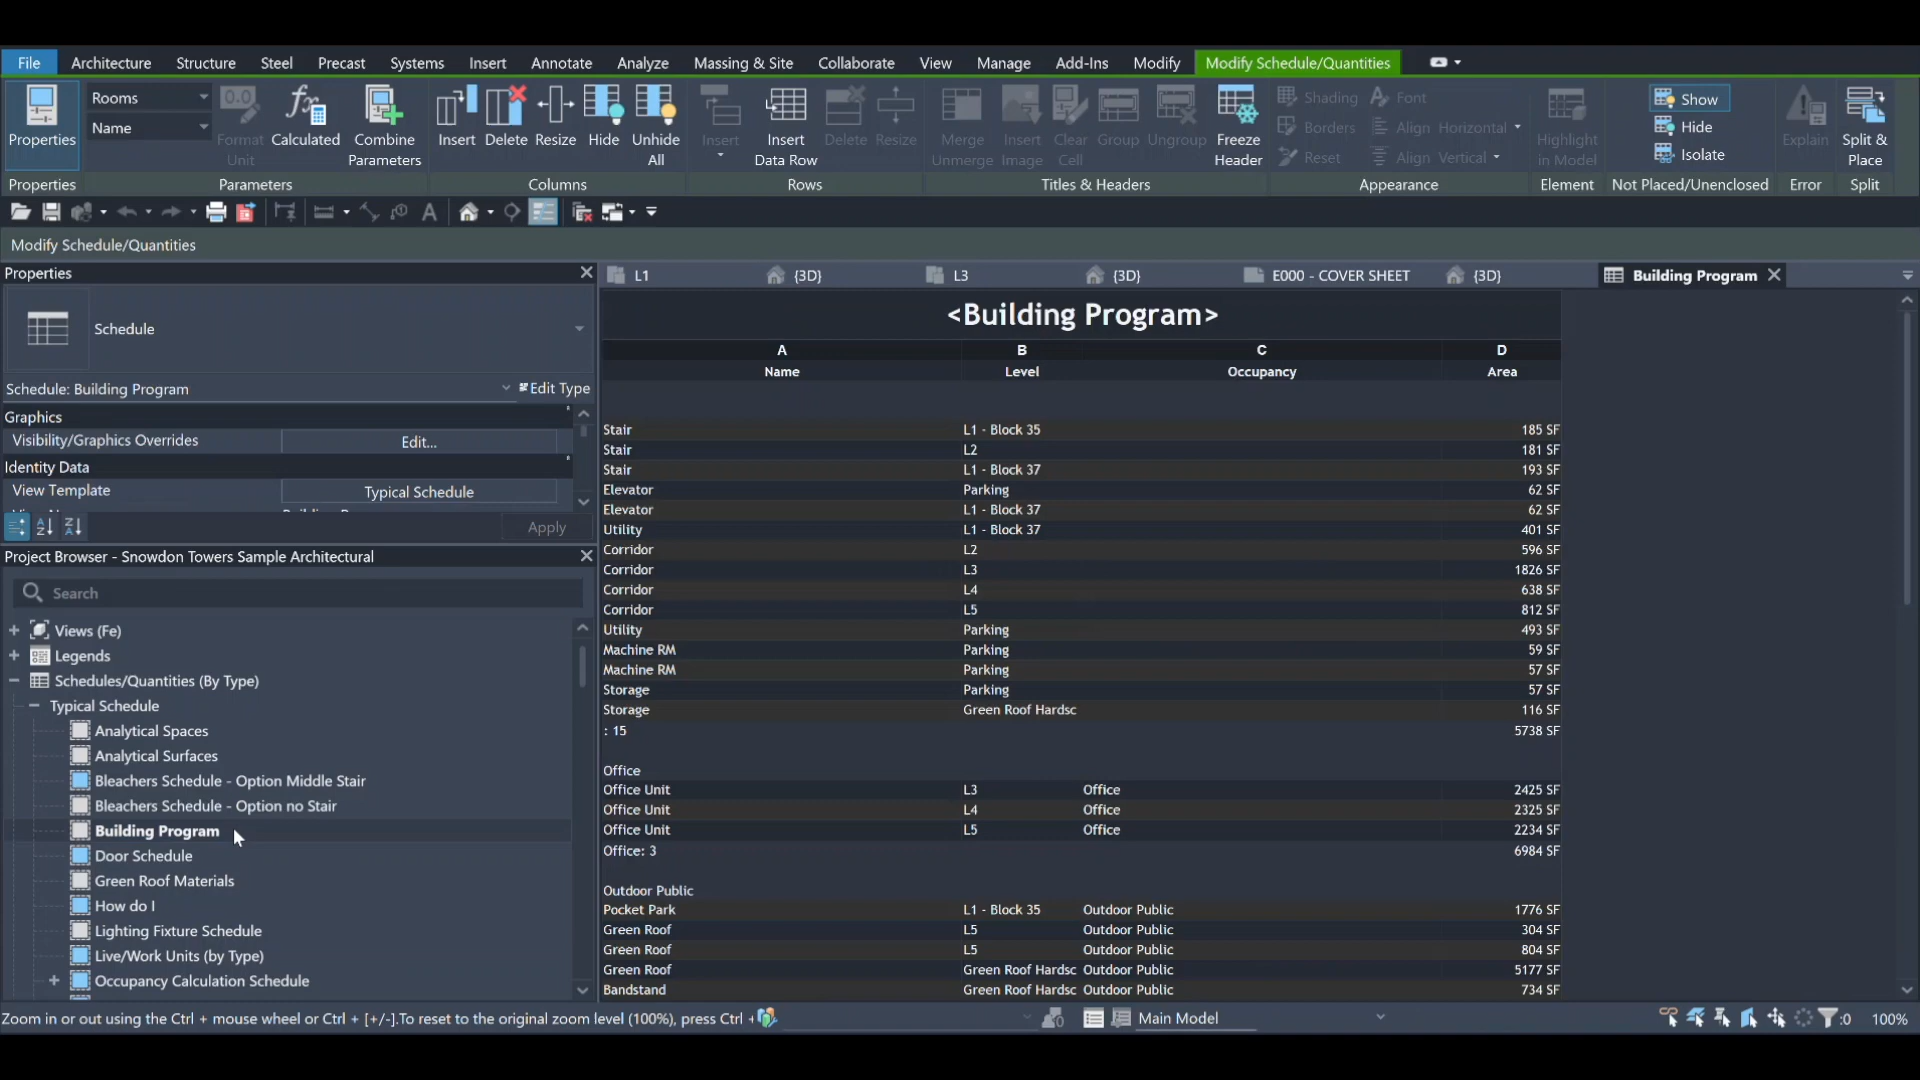 File Architecture Structure Steel Precast Systems Insert Annotate Analyze Massing & Site Collaborate View Manage Add-Ins Modify Modify Schedule/Quantities
Properties
Rooms
Name
0.0
Format
Unit
fx
Calculated
Combine
Parameters
Insert
Delete
Resize
Hide
Unhide
All
Insert
Insert
Data Row
Delete
Resize
Merge
Unmerge
Insert
Image
Clear
Cell
Group
Ungroup
Freeze
Header
Shading
Borders
Reset
Font
Align Horizontal
Align Vertical
Highlight
in Model
Show
Hide
Isolate
Explain
Split &
Place
Properties Parameters Columns Rows Titles & Headers Appearance Element Not Placed/Unenclosed Error Split
A
Modify Schedule/Quantities
Properties
Schedule
Schedule: Building Program
Edit Type
Graphics
Visibility/Graphics Overrides Edit...
Identity Data
View Template Typical Schedule
A
Z
Z
A
Apply
Project Browser - Snowdon Towers Sample Architectural
Search
Views (Fe)
Legends
Schedules/Quantities (By Type)
Typical Schedule
Analytical Spaces
Analytical Surfaces
Bleachers Schedule - Option Middle Stair
Bleachers Schedule - Option no Stair
Building Program
Door Schedule
Green Roof Materials
How do I
Lighting Fixture Schedule
Live/Work Units (by Type)
Occupancy Calculation Schedule
L1 {3D} L3 {3D} E000 - COVER SHEET {3D} Building Program
<Building Program>
A B C D
Name Level Occupancy Area
Stair L1 - Block 35 185 SF
Stair L2 181 SF
Stair L1 - Block 37 193 SF
Elevator Parking 62 SF
Elevator L1 - Block 37 62 SF
Utility L1 - Block 37 401 SF
Corridor L2 596 SF
Corridor L3 1826 SF
Corridor L4 638 SF
Corridor L5 812 SF
Utility Parking 493 SF
Machine RM Parking 59 SF
Machine RM Parking 57 SF
Storage Parking 57 SF
Storage Green Roof Hardsc 116 SF
: 15 5738 SF
Office
Office Unit L3 Office 2425 SF
Office Unit L4 Office 2325 SF
Office Unit L5 Office 2234 SF
Office: 3 6984 SF
Outdoor Public
Pocket Park L1 - Block 35 Outdoor Public 1776 SF
Green Roof L5 Outdoor Public 304 SF
Green Roof L5 Outdoor Public 804 SF
Green Roof Green Roof Hardsc Outdoor Public 5177 SF
Bandstand Green Roof Hardsc Outdoor Public 734 SF
Zoom in or out using the Ctrl + mouse wheel or Ctrl + [+/-].To reset to the original zoom level (100%), press Ctrl + :0 Main Model :0 100%